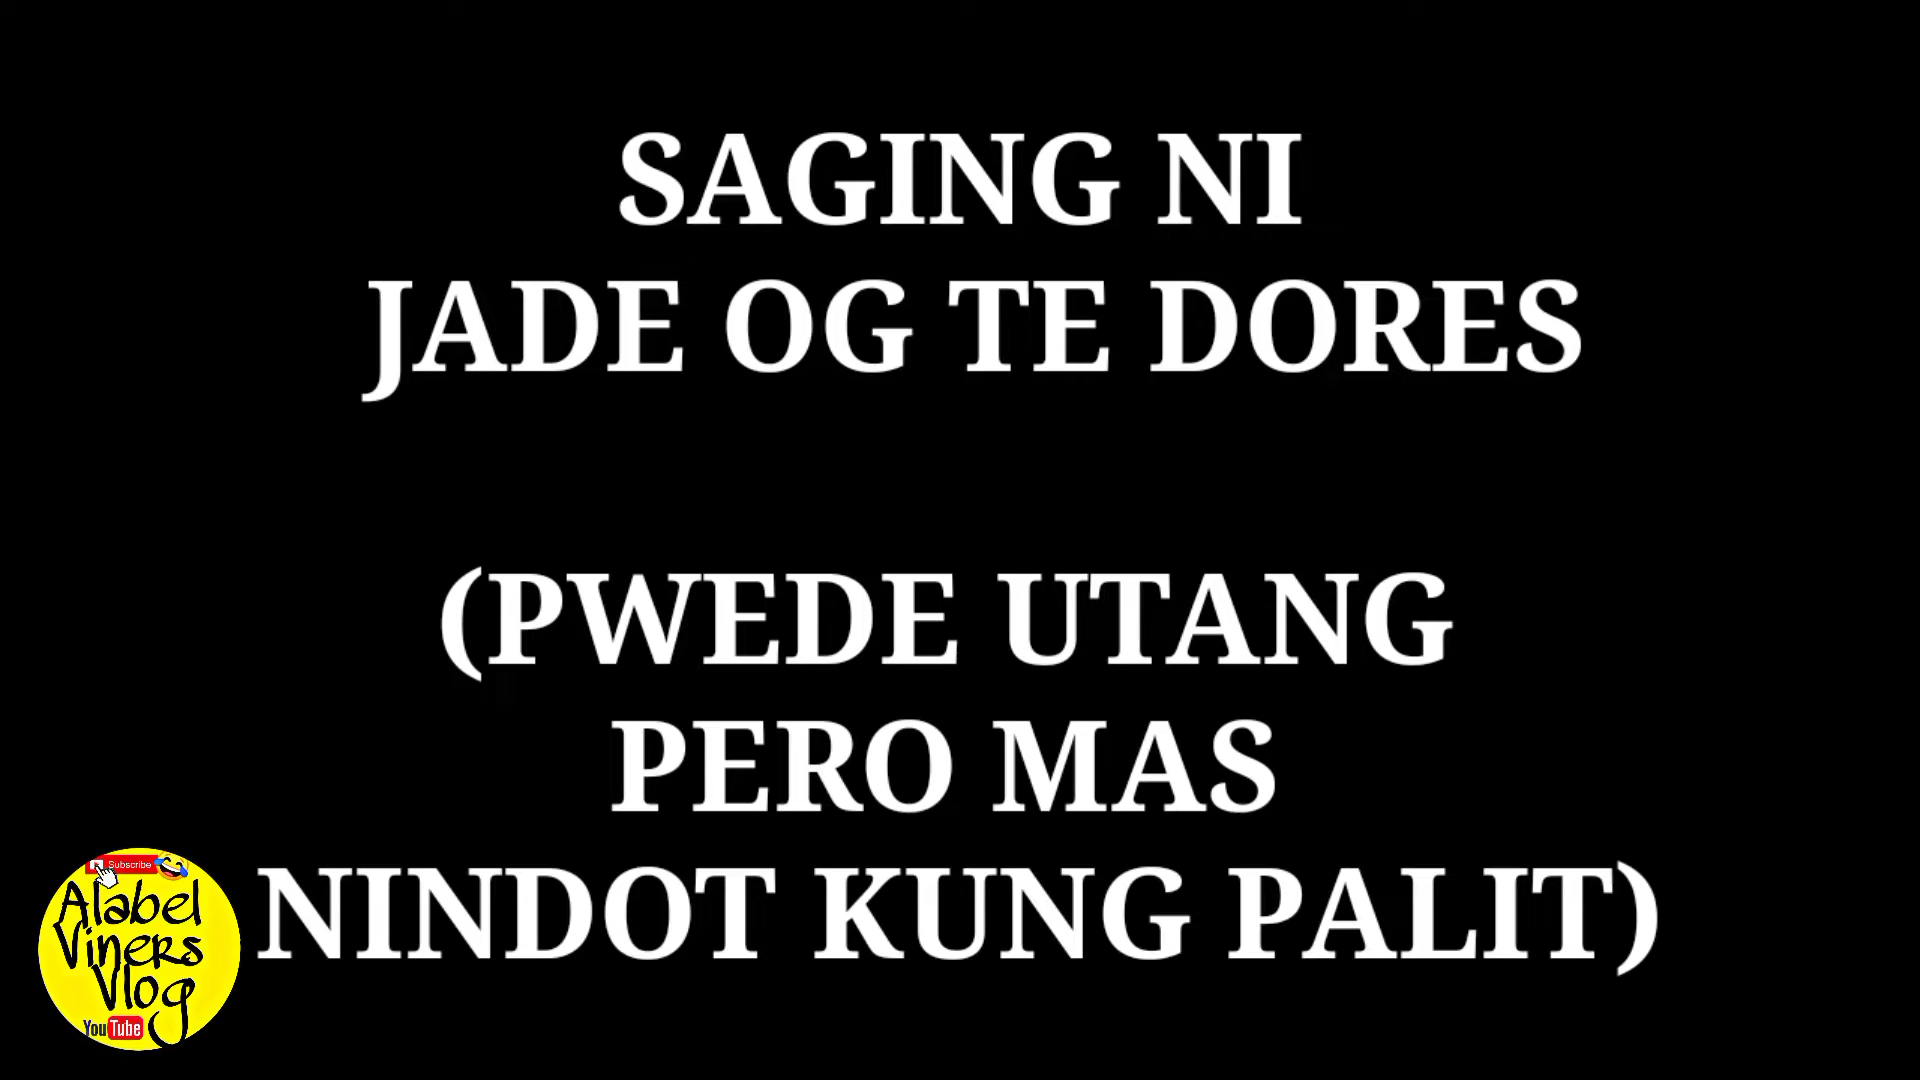 SAGING NI
JADE OG TE DORES
(PWEDE UTANG
PERO MAS
NINDOT KUNG PALIT)
Subscribe
Alabel
Viners
Vlog
YouTube